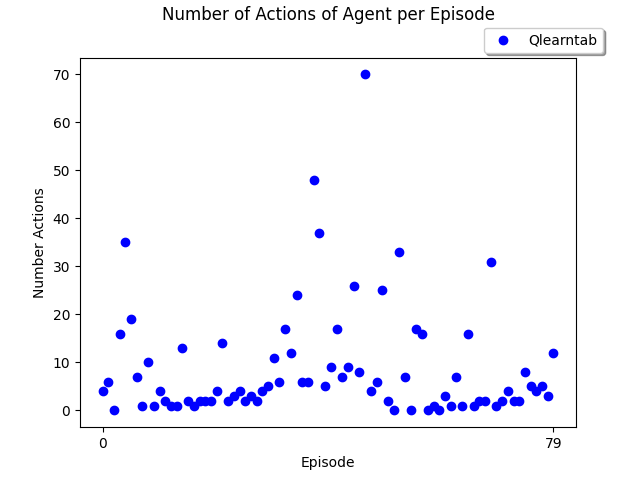 Number of Actions of Agent per Episode
Qlearntab
70
60
50
40
30
20
10
0
Number Actions
0 79
Episode